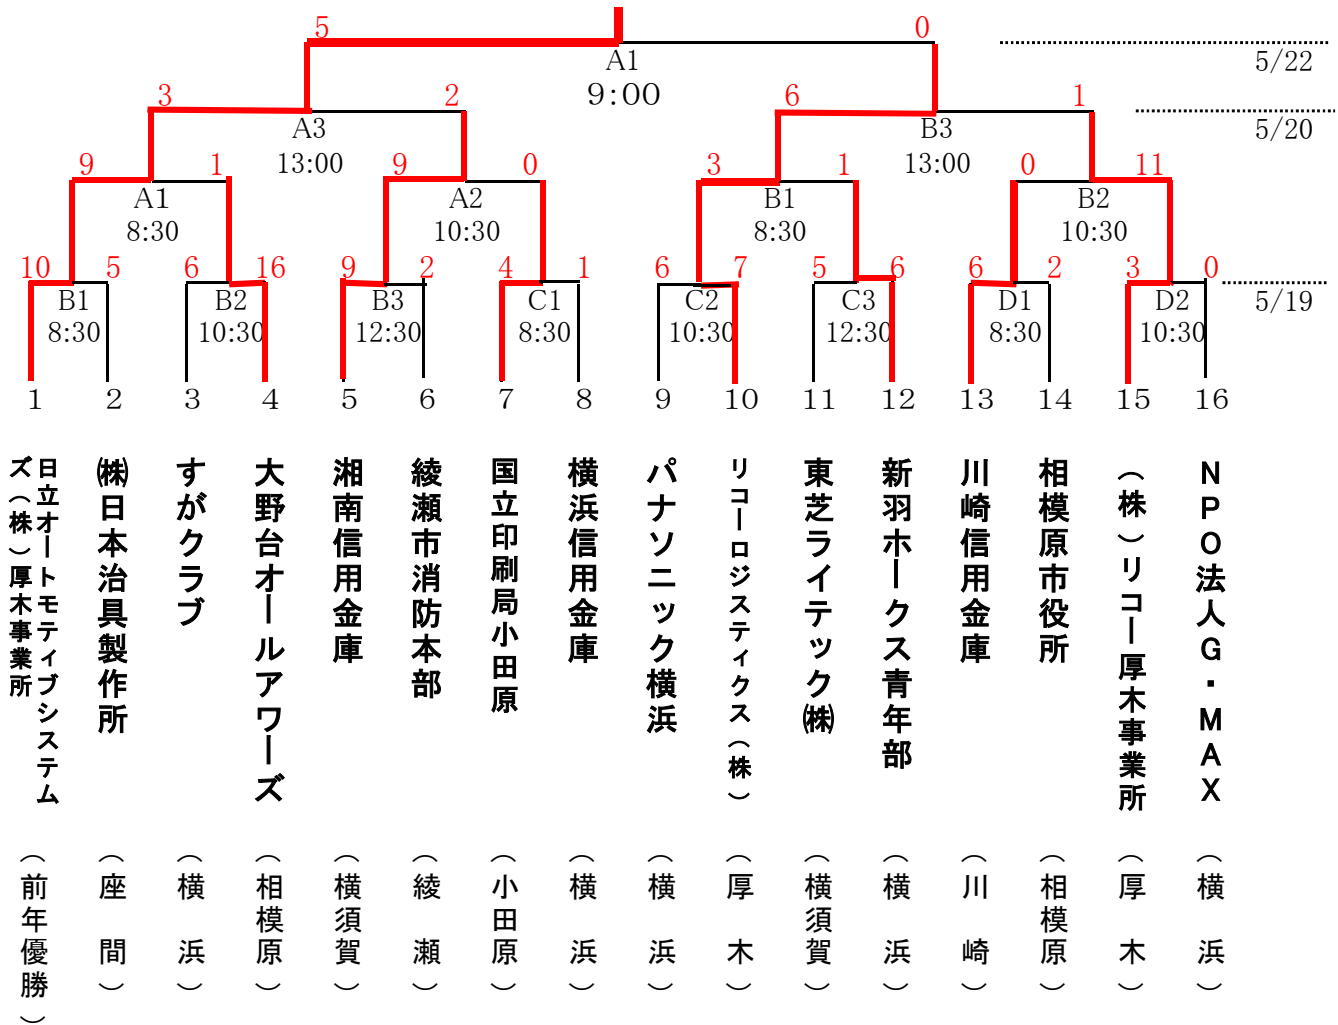 5 0
A1
5/22
9:00
3 2 6 1
A3 B3
5/20
13:00 13:00
9 1 9 0 3 1 0 11
A1 A2 B1 B2
8:30 10:30 8:30 10:30
10 5 6 16 9 2 4 1 6 7 5 6 6 2 3 0
B1 B2 B3 C1 C2 C3 D1 D2
5/19
8:30 10:30 12:30 8:30 10:30 12:30 8:30 10:30
1 2 3 4 5 6 7 8 9 10 11 12 13 14 15 16
日立オートモティブシステム
ズ（株）厚木事業所
（前年優勝）
㈱日本治具製作所
（座間）
すがクラブ
（横浜）
大野台オールアワーズ
（相模原）
湘南信用金庫
（横須賀）
綾瀬市消防本部
（綾瀬）
国立印刷局小田原
（小田原）
横浜信用金庫
（横浜）
パナソニック横浜
（横浜）
リコーロジスティクス（株）
（厚木）
東芝ライテック㈱
（横須賀）
新羽ホークス青年部
（横浜）
川崎信用金庫
（川崎）
相模原市役所
（相模原）
（株）リコー厚木事業所
（厚木）
ＮＰＯ法人Ｇ・ＭＡＸ
（横浜）